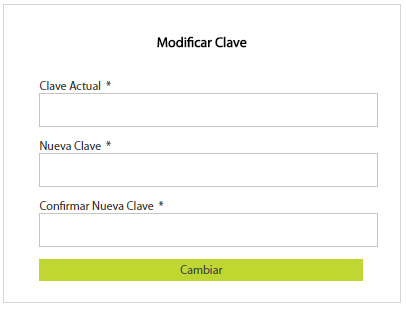 Modificar Clave
Clave Actual *
Nueva Clave *
Confirmar Nueva Clave *
Cambiar